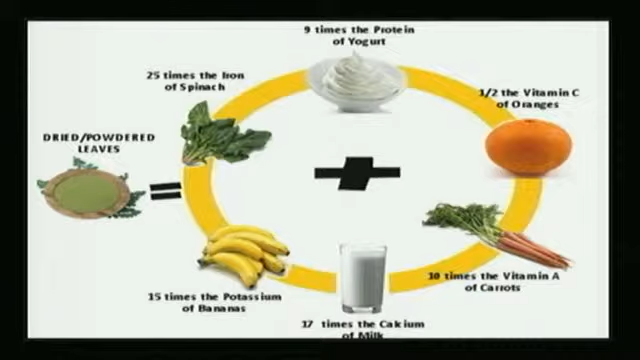 9 times the Protein
of Yogurt
25 times the Iron
of Spinach
1/2 the Vitamin C
of Oranges
DRIED/POWDERED
LEAVES
=
+
10 times the Vitamin A
of Carrots
15 times the Potassium
of Bananas
17 times the Calcium
of Milk